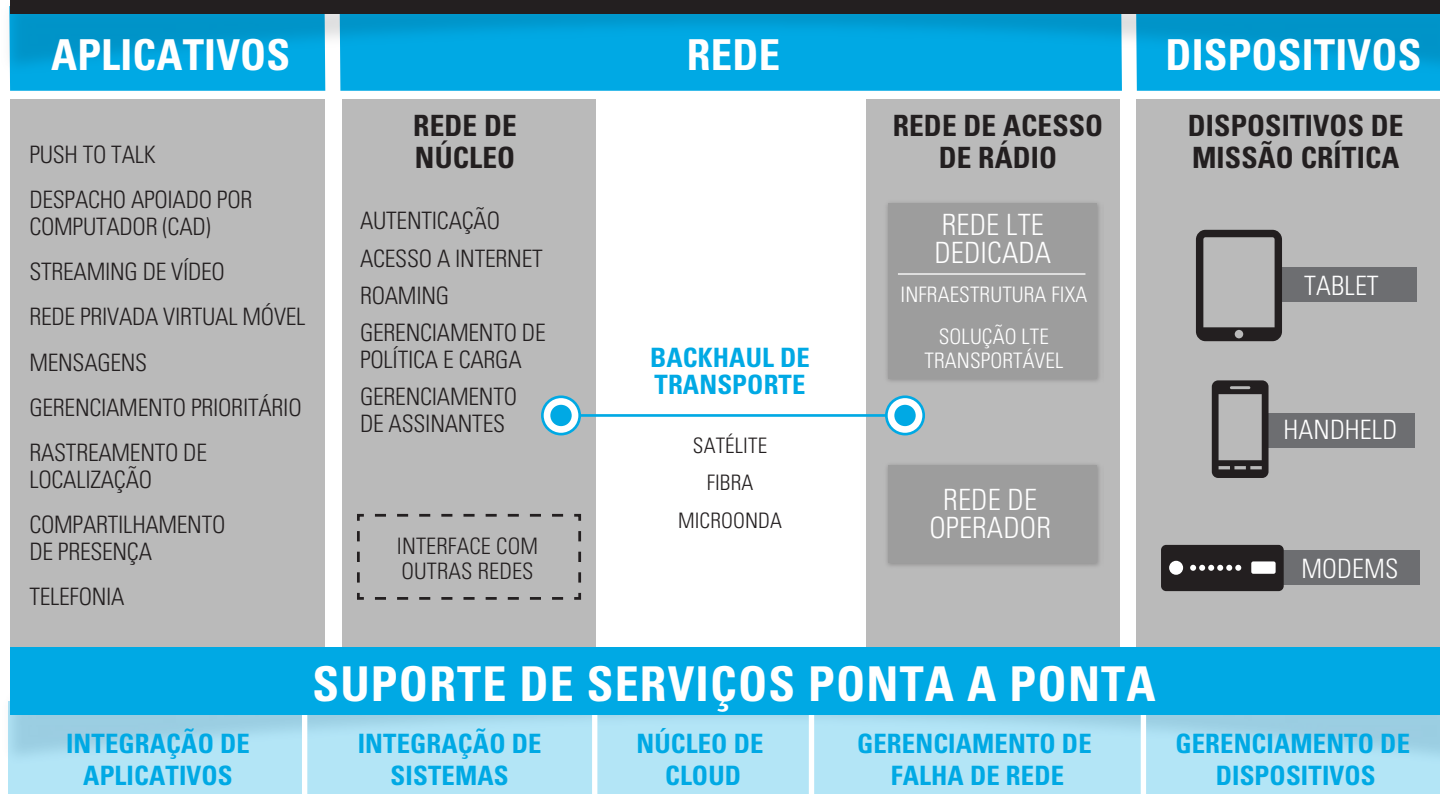 APLICATIVOS
REDE
DISPOSITIVOS
PUSH TO TALK
DESPACHO APOIADO POR
COMPUTADOR (CAD)
STREAMING DE VÍDEO
REDE PRIVADA VIRTUAL MÓVEL
MENSAGENS
GERENCIAMENTO PRIORITÁRIO
RASTREAMENTO DE
LOCALIZAÇÃO
COMPARTILHAMENTO
DE PRESENÇA
TELEFONIA
REDE DE
NÚCLEO
AUTENTICAÇÃO
ACESSO A INTERNET
ROAMING
GERENCIAMENTO DE
POLÍTICA E CARGA
GERENCIAMENTO
DE ASSINANTES
INTERFACE COM
OUTRAS REDES
BACKHAUL DE
TRANSPORTE
SATÉLITE
FIBRA
MICROONDA
REDE DE ACESSO
DE RÁDIO
REDE LTE
DEDICADA
INFRAESTRUTURA FIXA
SOLUÇÃO LTE
TRANSPORTÁVEL
REDE DE
OPERADOR
DISPOSITIVOS DE
MISSÃO CRÍTICA
TABLET
HANDHELD
MODEMS
SUPORTE DE SERVIÇOS PONTA A PONTA
INTEGRAÇÃO DE
APLICATIVOS
INTEGRAÇÃO DE
SISTEMAS
NÚCLEO DE
CLOUD
GERENCIAMENTO DE
FALHA DE REDE
GERENCIAMENTO DE
DISPOSITIVOS